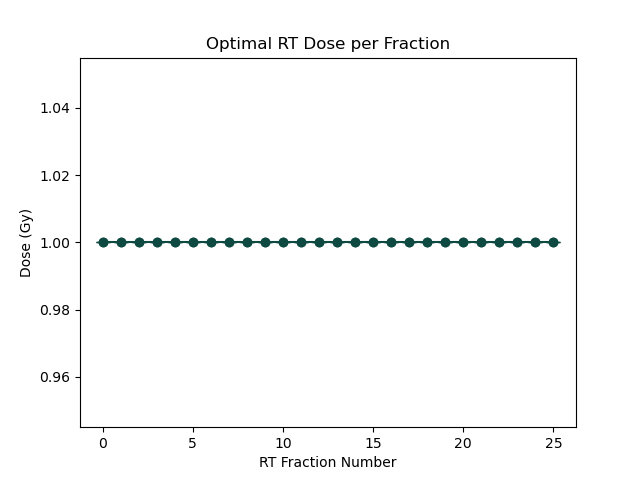 Optimal RT Dose per Fraction
1.04
1.02
1.00
0.98
0.96
Dose (Gy)
0 5 10 15 20 25
RT Fraction Number